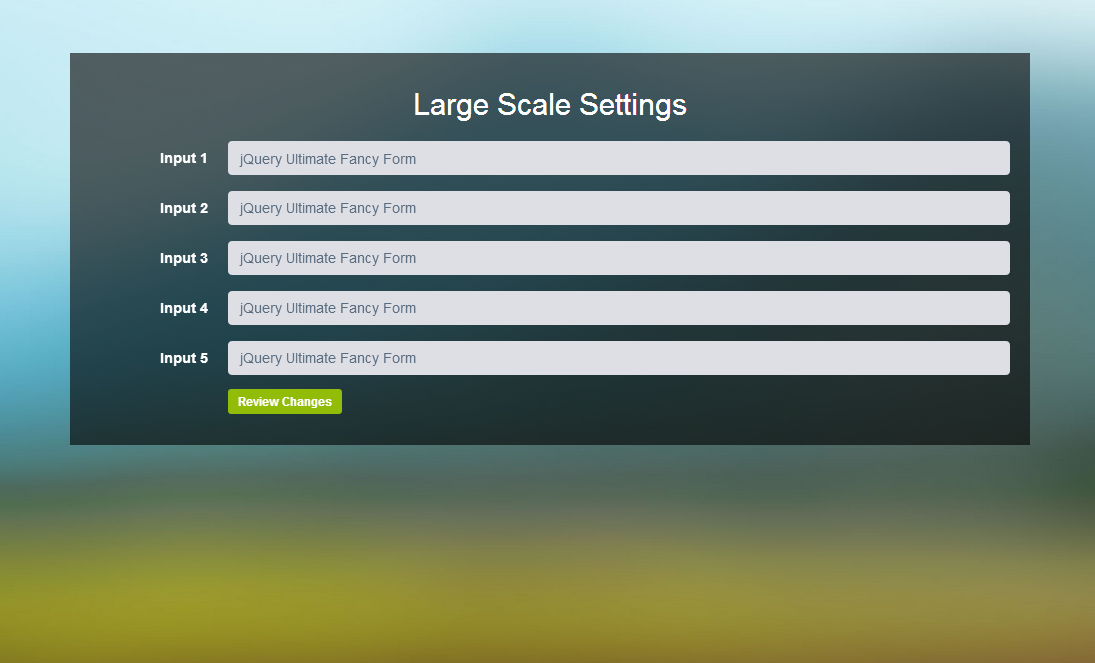 Large Scale Settings
Input 1 jQuery Ultimate Fancy Form
Input 2 jQuery Ultimate Fancy Form
Input 3 jQuery Ultimate Fancy Form
Input 4 jQuery Ultimate Fancy Form
Input 5 jQuery Ultimate Fancy Form
Review Changes